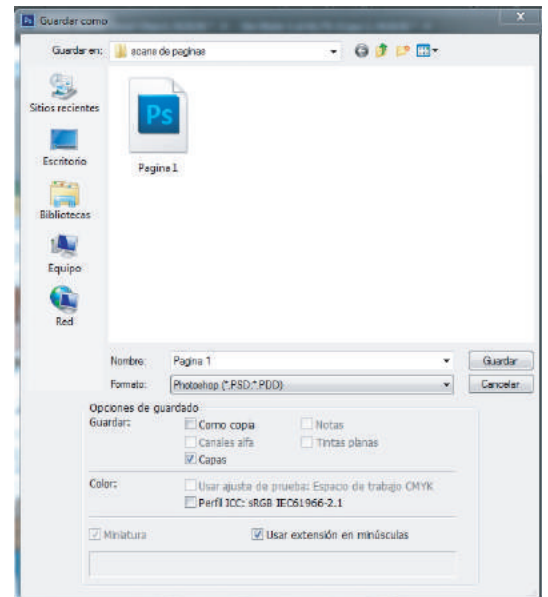 Ps Guardar como X
Guardar en: scans de paginas
Sitios recientes
Ps
Pagina 1
Escritorio
Bibliotecas
Equipo
Red
Nombre: Pagina 1 Guardar
Formato: Photoshop (*.PSD;*.PDD) Cancelar
Opciones de guardado
Guardar: Como copia Notas
Canales alfa Tintas planas
Capas
Color: Usar ajuste de prueba: Espacio de trabajo CMYK
Perfil ICC: sRGB IEC61966-2.1
Miniatura Usar extensión en minúsculas